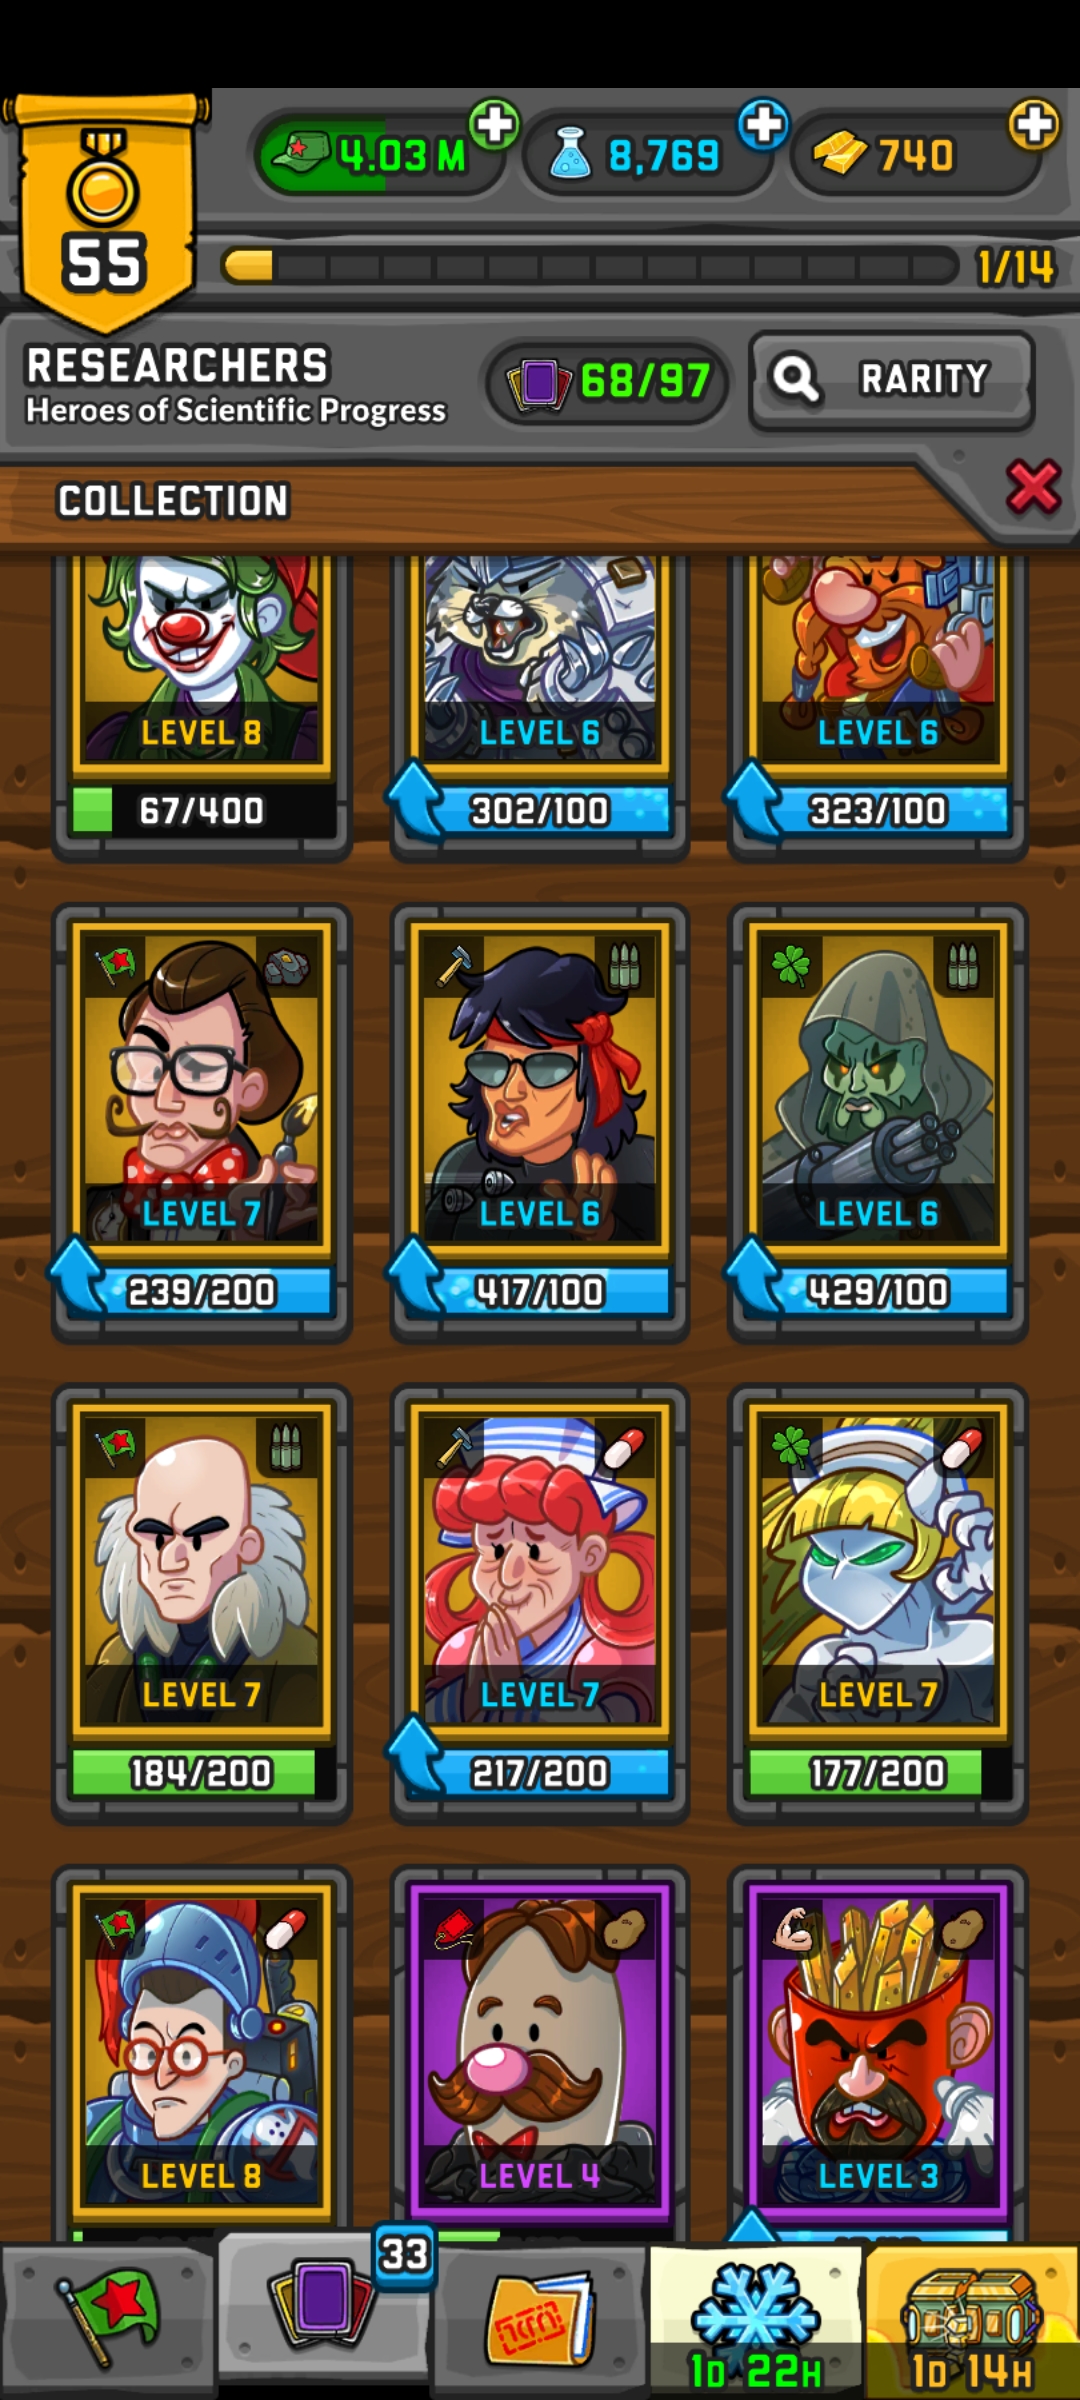 4.03 M
8,769
740
55
1/14
RESEARCHERS
Heroes of Scientific Progress
68/97
RARITY
COLLECTION
LEVEL 8
LEVEL 6
LEVEL 6
67/400
302/100
323/100
LEVEL 7
LEVEL 6
LEVEL 6
239/200
417/100
429/100
LEVEL 7
LEVEL 7
LEVEL 7
184/200
217/200
177/200
LEVEL 8
LEVEL 4
LEVEL 3
33
1D 22H
1D 14H